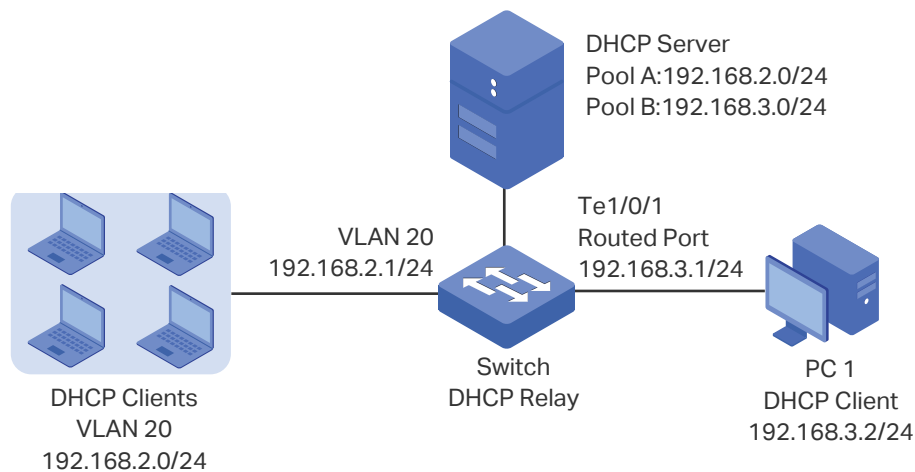 DHCP Server
Pool A:192.168.2.0/24
Pool B:192.168.3.0/24
VLAN 20
192.168.2.1/24
Te1/0/1
Routed Port
192.168.3.1/24
Switch
DHCP Relay
DHCP Clients
VLAN 20
192.168.2.0/24
PC 1
DHCP Client
192.168.3.2/24